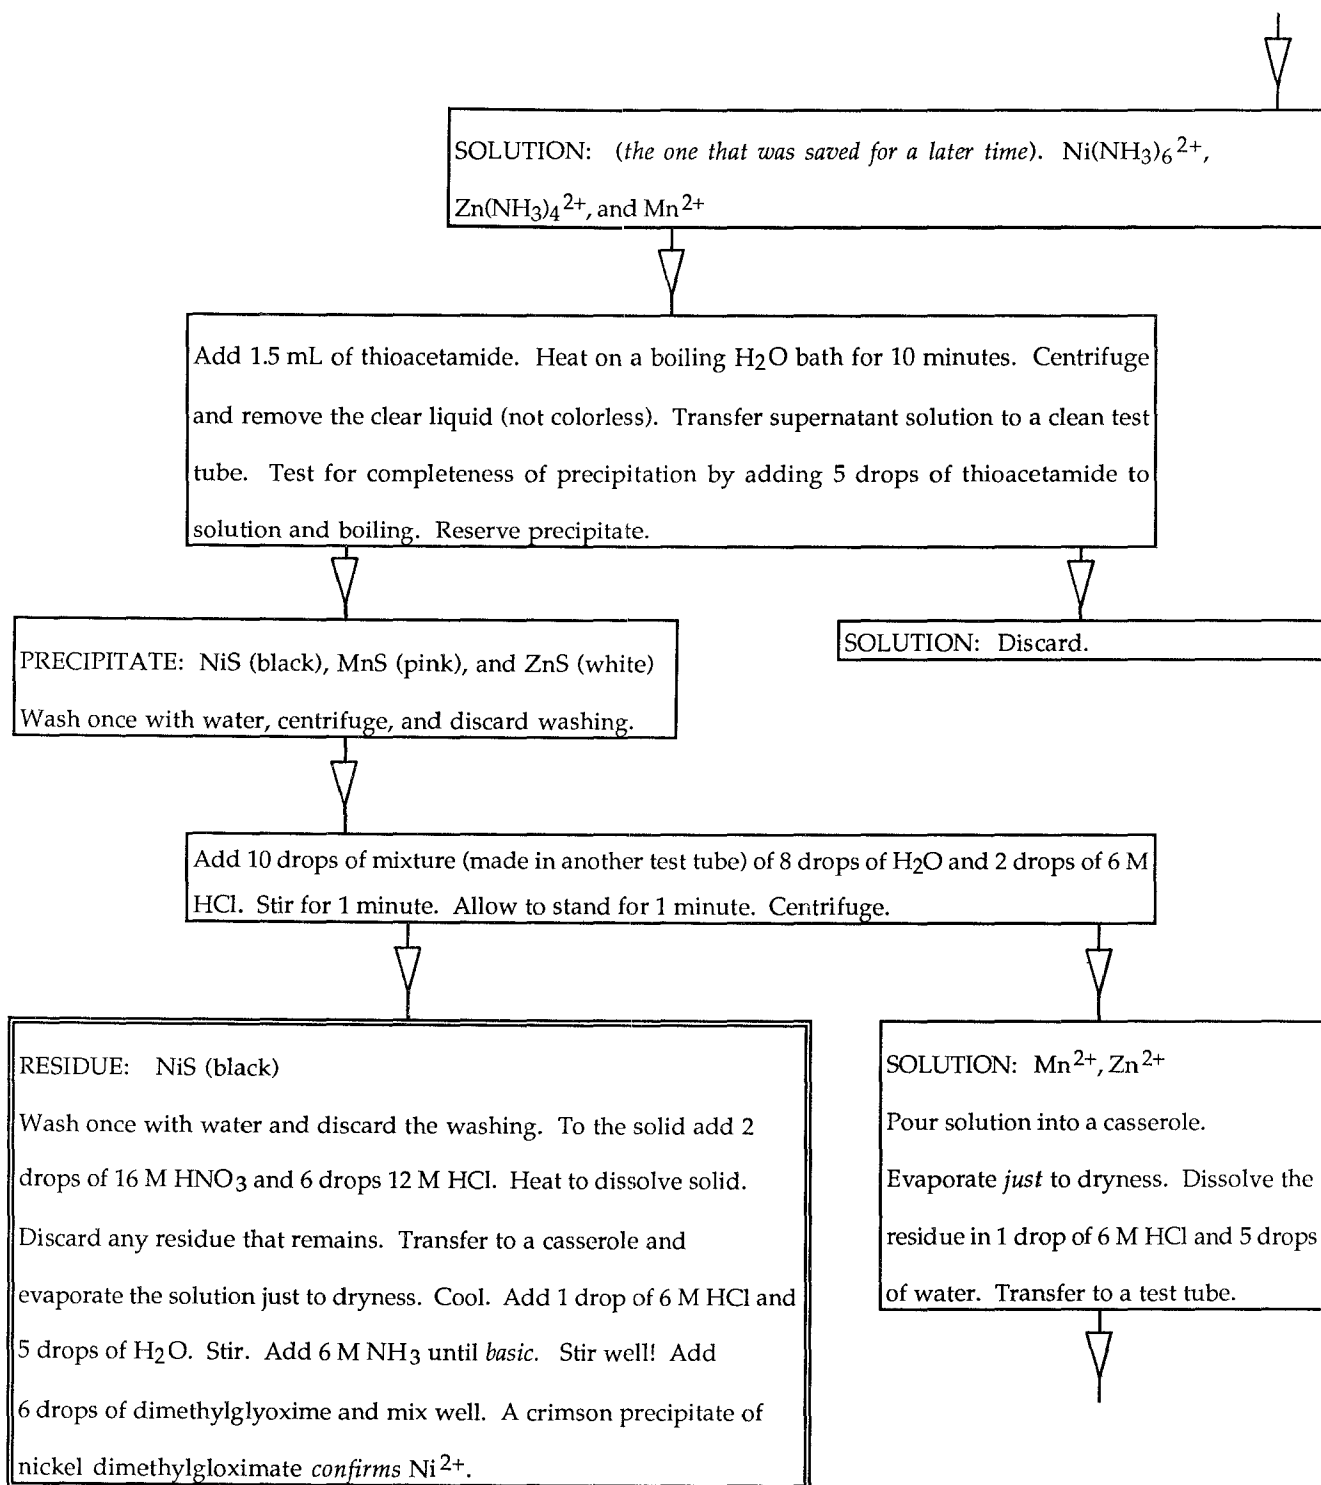 SOLUTION: (the one that was saved for a later time). Ni(NH3)6 2+,
Zn(NH3)4 2+, and Mn2+
Add 1.5 mL of thioacetamide. Heat on a boiling H2O bath for 10 minutes. Centrifuge
and remove the clear liquid (not colorless). Transfer supernatant solution to a clean test
tube. Test for completeness of precipitation by adding 5 drops of thioacetamide to
solution and boiling. Reserve precipitate.
PRECIPITATE: NiS (black), MnS (pink), and ZnS (white)
Wash once with water, centrifuge, and discard washing.
SOLUTION: Discard.
Add 10 drops of mixture (made in another test tube) of 8 drops of H2O and 2 drops of 6 M
HCl. Stir for 1 minute. Allow to stand for 1 minute. Centrifuge.
RESIDUE: NiS (black)
Wash once with water and discard the washing. To the solid add 2
drops of 16 M HNO3 and 6 drops 12 M HCl. Heat to dissolve solid.
Discard any residue that remains. Transfer to a casserole and
evaporate the solution just to dryness. Cool. Add 1 drop of 6 M HCl and
5 drops of H2O. Stir. Add 6 M NH3 until basic. Stir well! Add
6 drops of dimethylglyoxime and mix well. A crimson precipitate of
nickel dimethylgloximate confirms Ni2+.
SOLUTION: Mn2+, Zn2+
Pour solution into a casserole.
Evaporate just to dryness. Dissolve the
residue in 1 drop of 6 M HCl and 5 drops
of water. Transfer to a test tube.